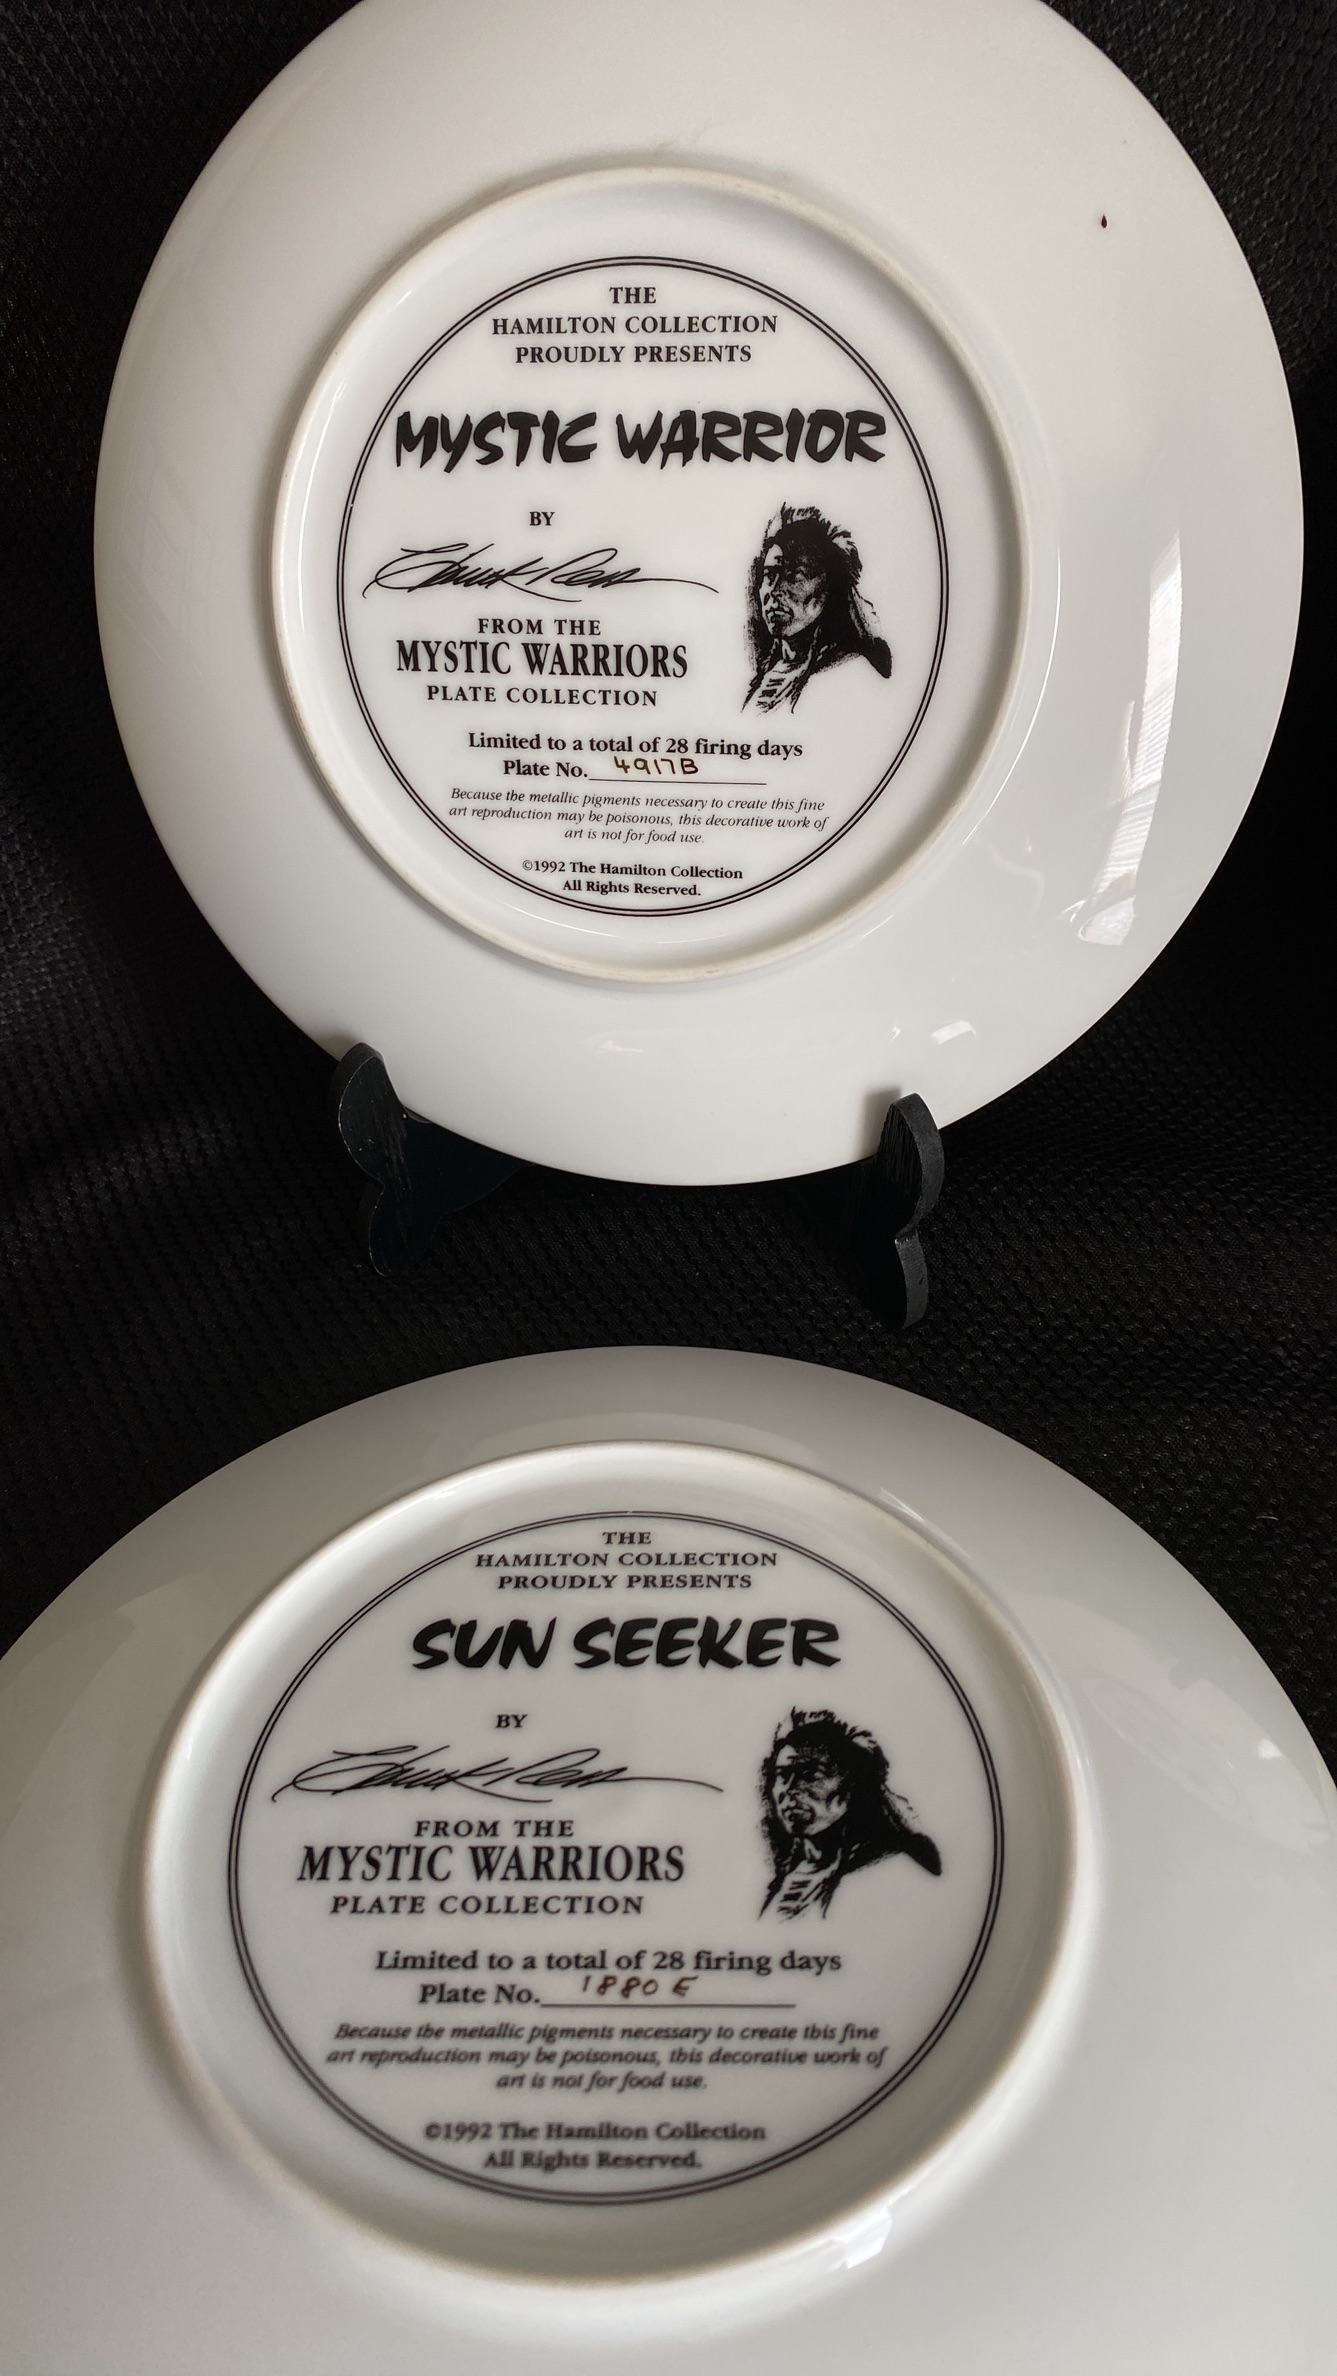 THE
HAMILTON COLLECTION
PROUDLY PRESENTS
MYSTIC WARRIOR
BY
Chuck Ren
FROM THE
MYSTIC WARRIORS
PLATE COLLECTION
Limited to a total of 28 firing days
Plate No. 4917B
Because the metallic pigments necessary to create this fine
art reproduction may be poisonous, this decorative work of
art is not for food use.
©1992 The Hamilton Collection
All Rights Reserved.
THE
HAMILTON COLLECTION
PROUDLY PRESENTS
SUN SEEKER
BY
Chuck Ren
FROM THE
MYSTIC WARRIORS
PLATE COLLECTION
Limited to a total of 28 firing days
Plate No. 1880 E
Because the metallic pigments necessary to create this fine
art reproduction may be poisonous, this decorative work of
art is not for food use.
©1992 The Hamilton Collection
All Rights Reserved.